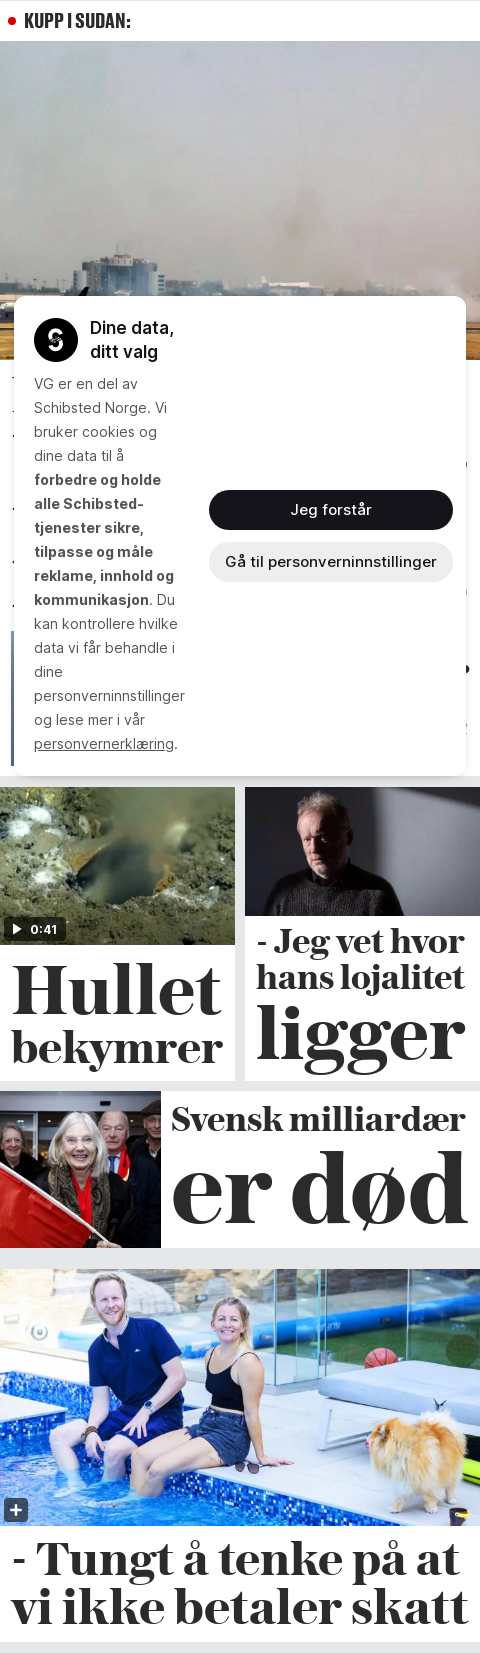 KUPP I SUDAN:
Dine data,
ditt valg
VG er en del av
Schibsted Norge. Vi
bruker cookies og
dine data til å
forbedre og holde
alle Schibsted-
tjenester sikre,
tilpasse og måle
reklame, innhold og
kommunikasjon. Du
kan kontrollere hvilke
data vi får behandle i
dine
personverninnstillinger
og lese mer i vår
personvernerklæring.
Jeg forstår
Gå til personverninnstillinger
0:41
Hullet
bekymrer
- Jeg vet hvor
hans lojalitet
ligger
Svensk milliardær
er død
- Tungt å tenke på at
vi ikke betaler skatt